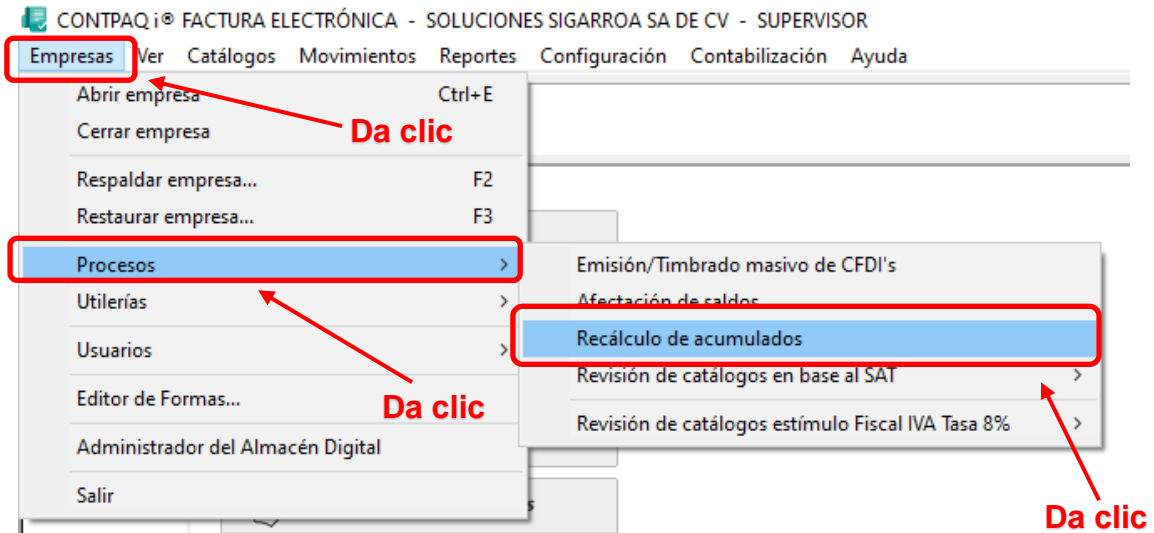 CONTPAQ i® FACTURA ELECTRÓNICA - SOLUCIONES SIGARROA SA DE CV - SUPERVISOR
Empresas Ver Catálogos Movimientos Reportes Configuración Contabilización Ayuda
Abrir empresa Ctrl+E
Cerrar empresa
Da clic
Respaldar empresa... F2
Restaurar empresa... F3
Procesos >
Utilerías >
Usuarios >
Editor de Formas...
Da clic
Administrador del Almacén Digital
Salir
Emisión/Timbrado masivo de CFDI's
Afectación de saldos
Recálculo de acumulados
Revisión de catálogos en base al SAT >
Revisión de catálogos estímulo Fiscal IVA Tasa 8% >
Da clic